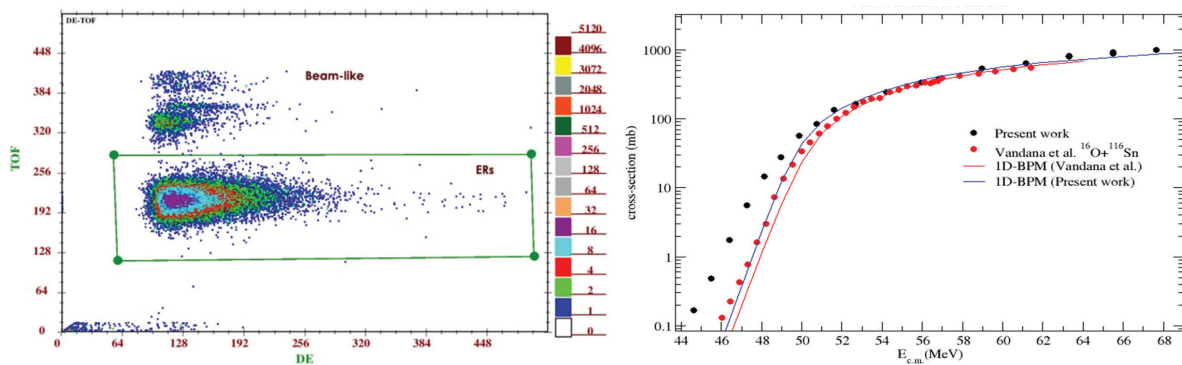 DE-TOF
448
384
320
256
192
128
64
0
TOF
Beam-like
ERs
0 64 128 192 256 320 384 448
DE
5120
4096
3072
2048
1024
512
256
128
64
32
16
8
4
2
1
0
1000
100
10
1
0.1
cross-section (mb)
Present work
Vandana et al. ¹⁶O+¹¹⁶Sn
1D-BPM (Vandana et al.)
1D-BPM (Present work)
44 46 48 50 52 54 56 58 60 62 64 66 68
E_c.m.(MeV)